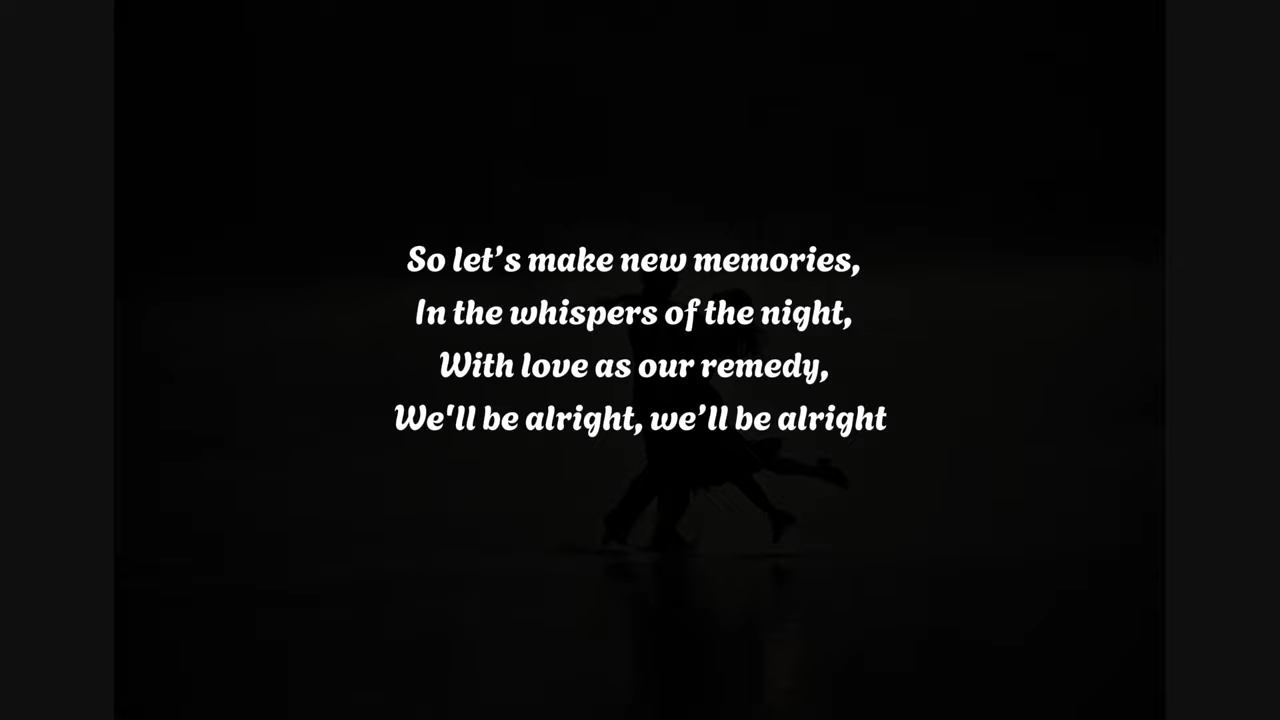 So let’s make new memories,
In the whispers of the night,
With love as our remedy,
We'll be alright, we’ll be alright